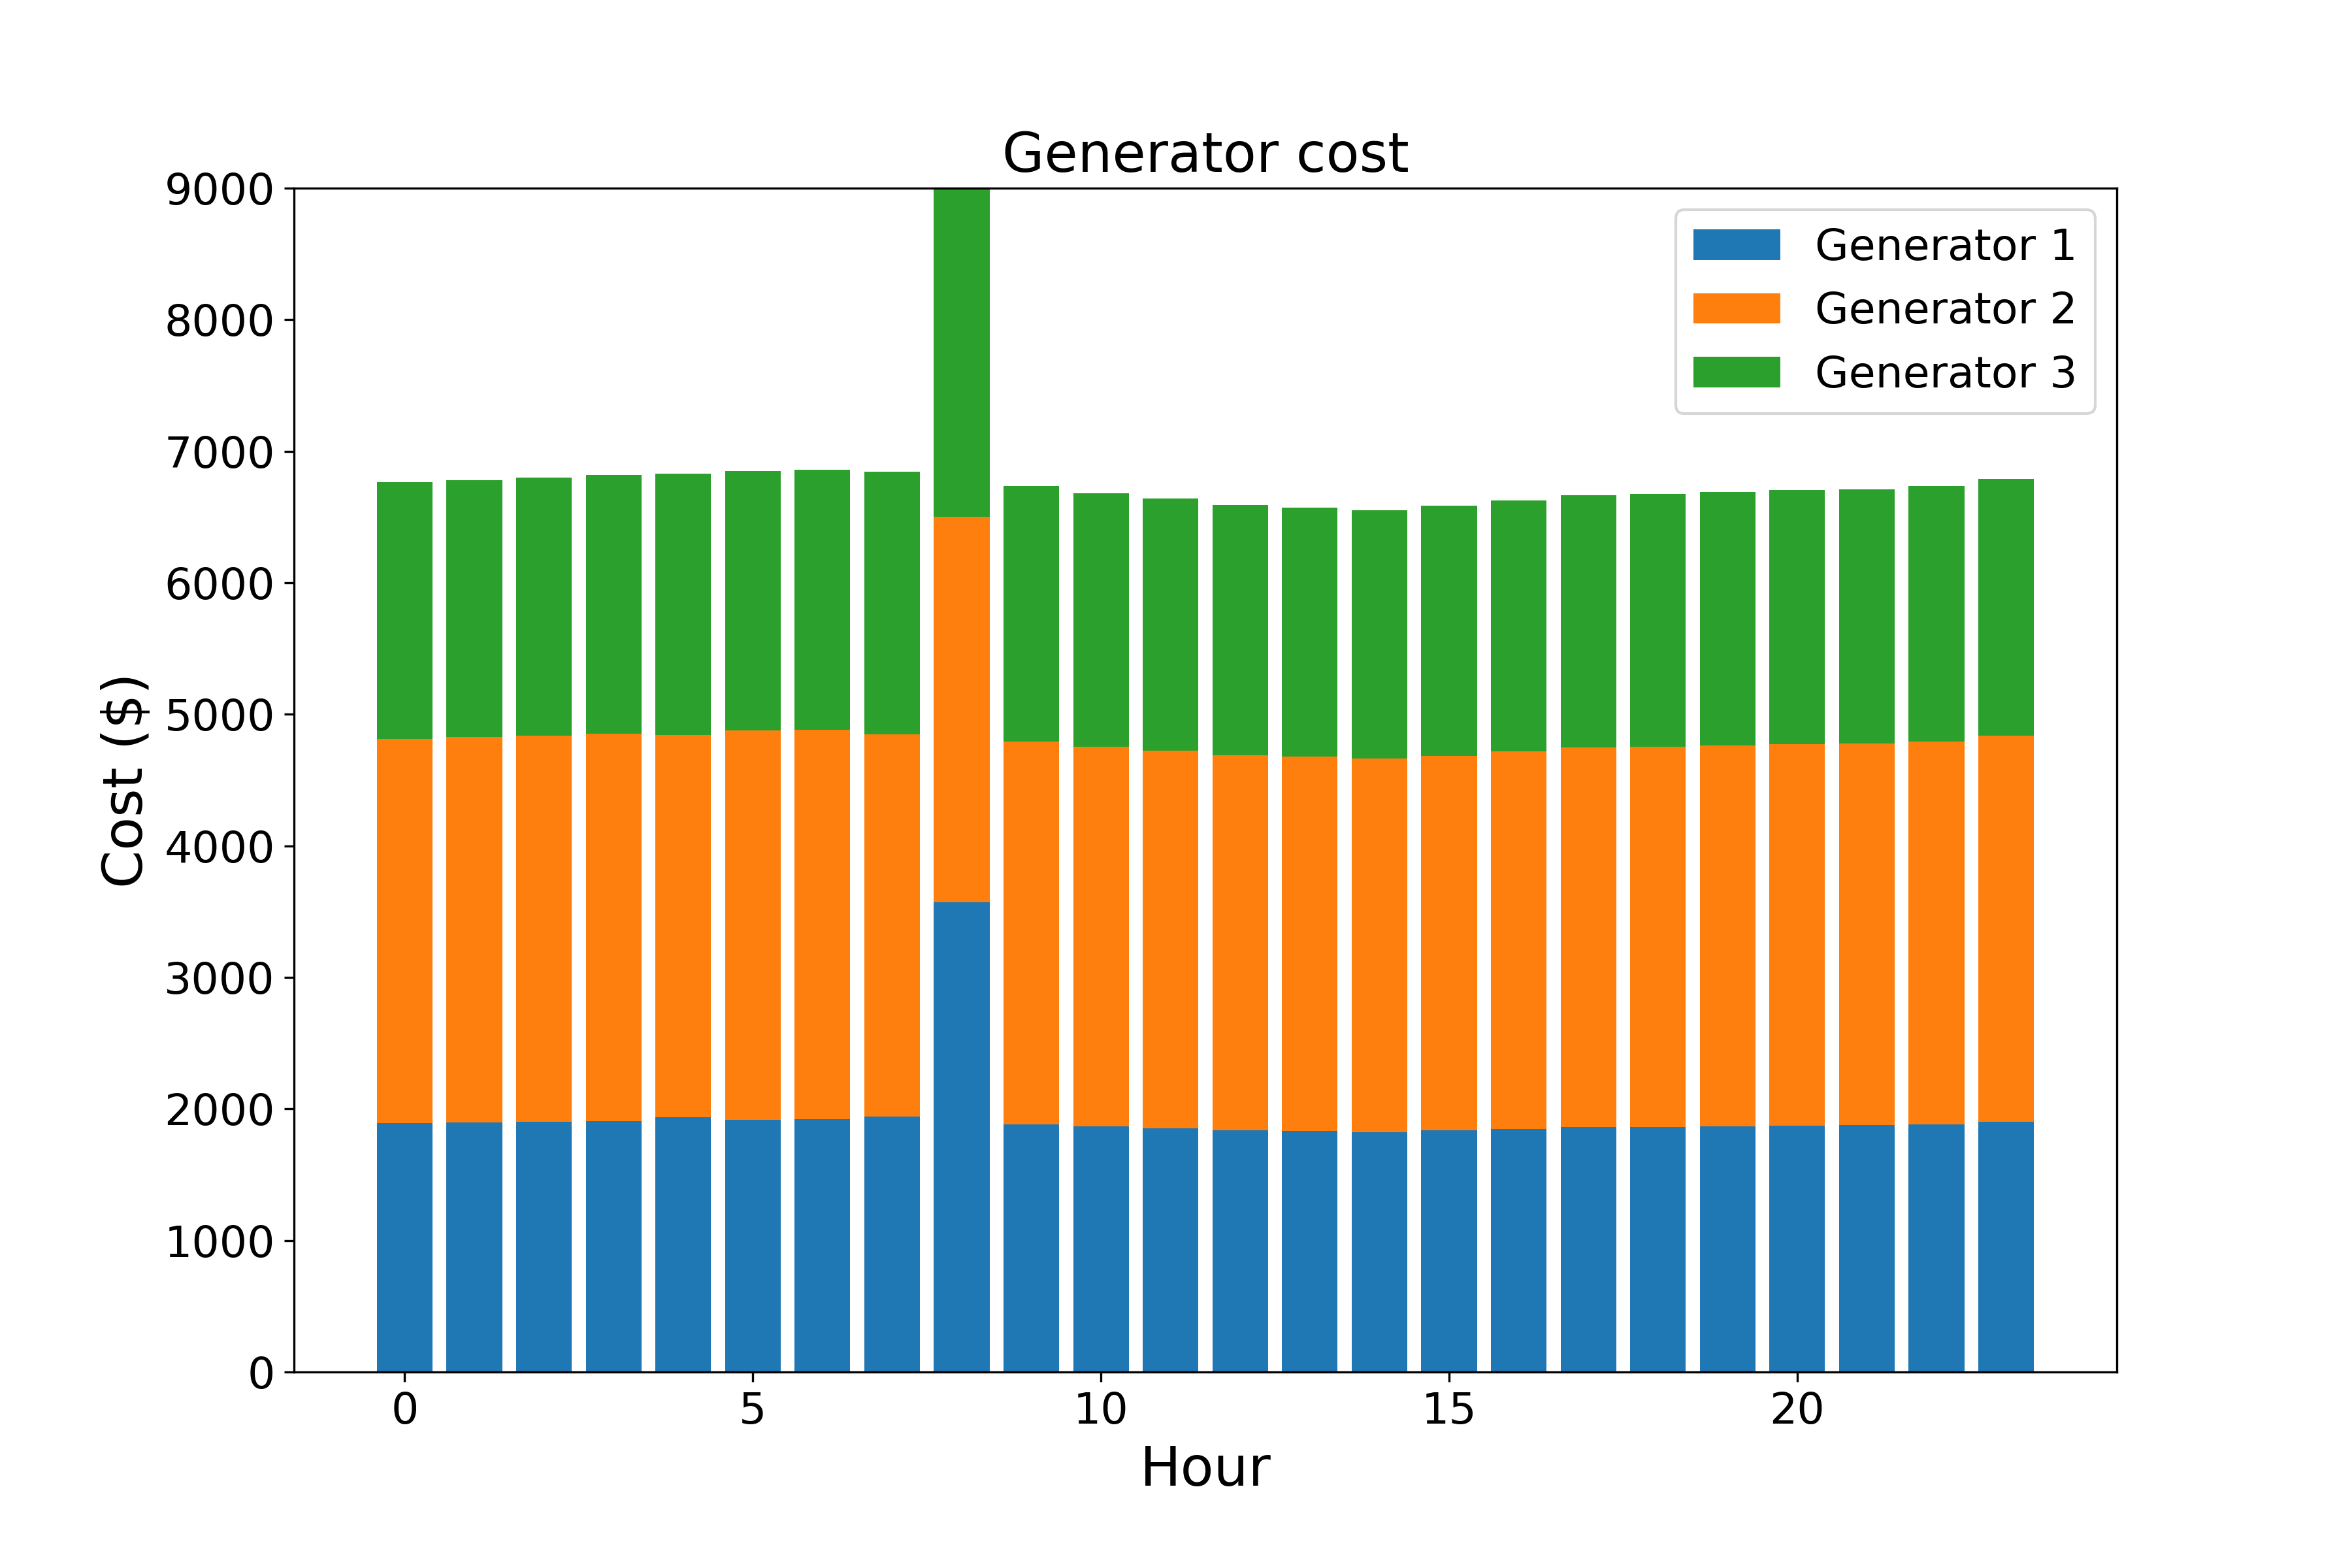 Generator cost
9000
8000
7000
6000
5000
4000
3000
2000
1000
0
Cost ($)
0 5 10 15 20
Hour
Generator 1
Generator 2
Generator 3